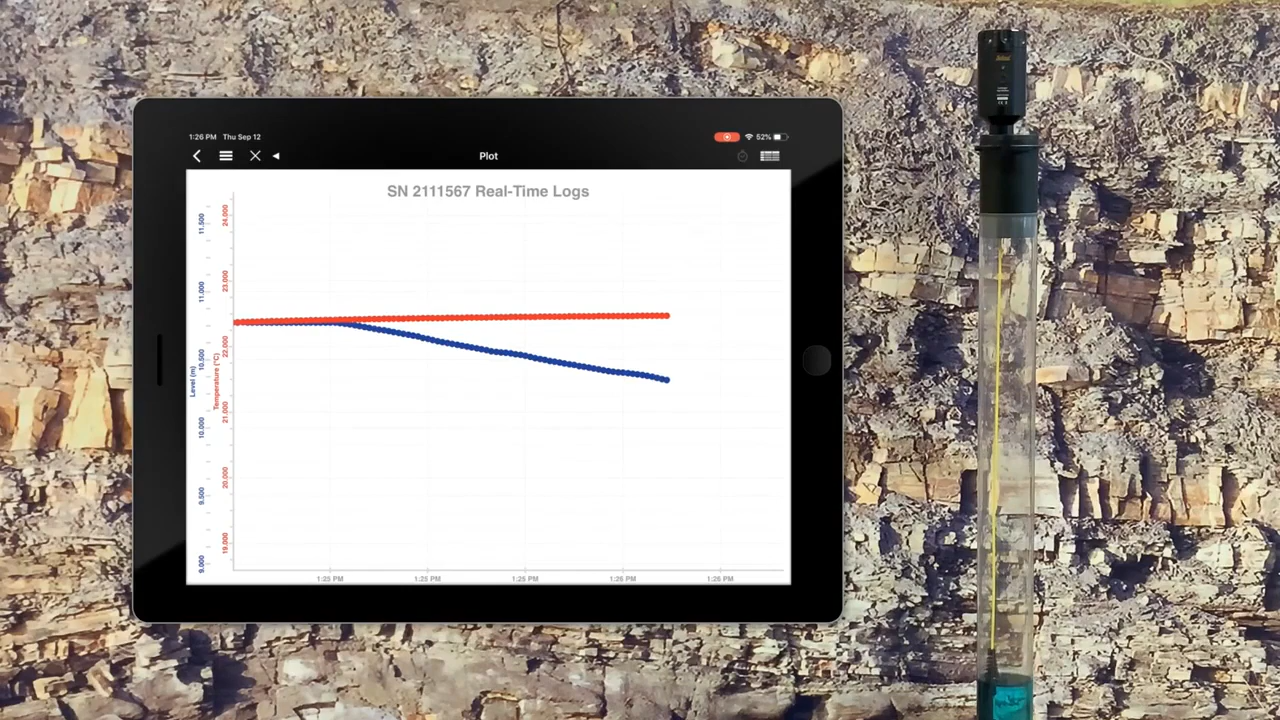 1:26 PM Thu Sep 12
52%
Plot
SN 2111567 Real-Time Logs
Level (m)
11.500
11.000
10.500
10.000
9.500
9.000
Temperature (°C)
24.000
23.000
22.000
21.000
20.000
19.000
1:25 PM
1:25 PM
1:25 PM
1:26 PM
1:26 PM